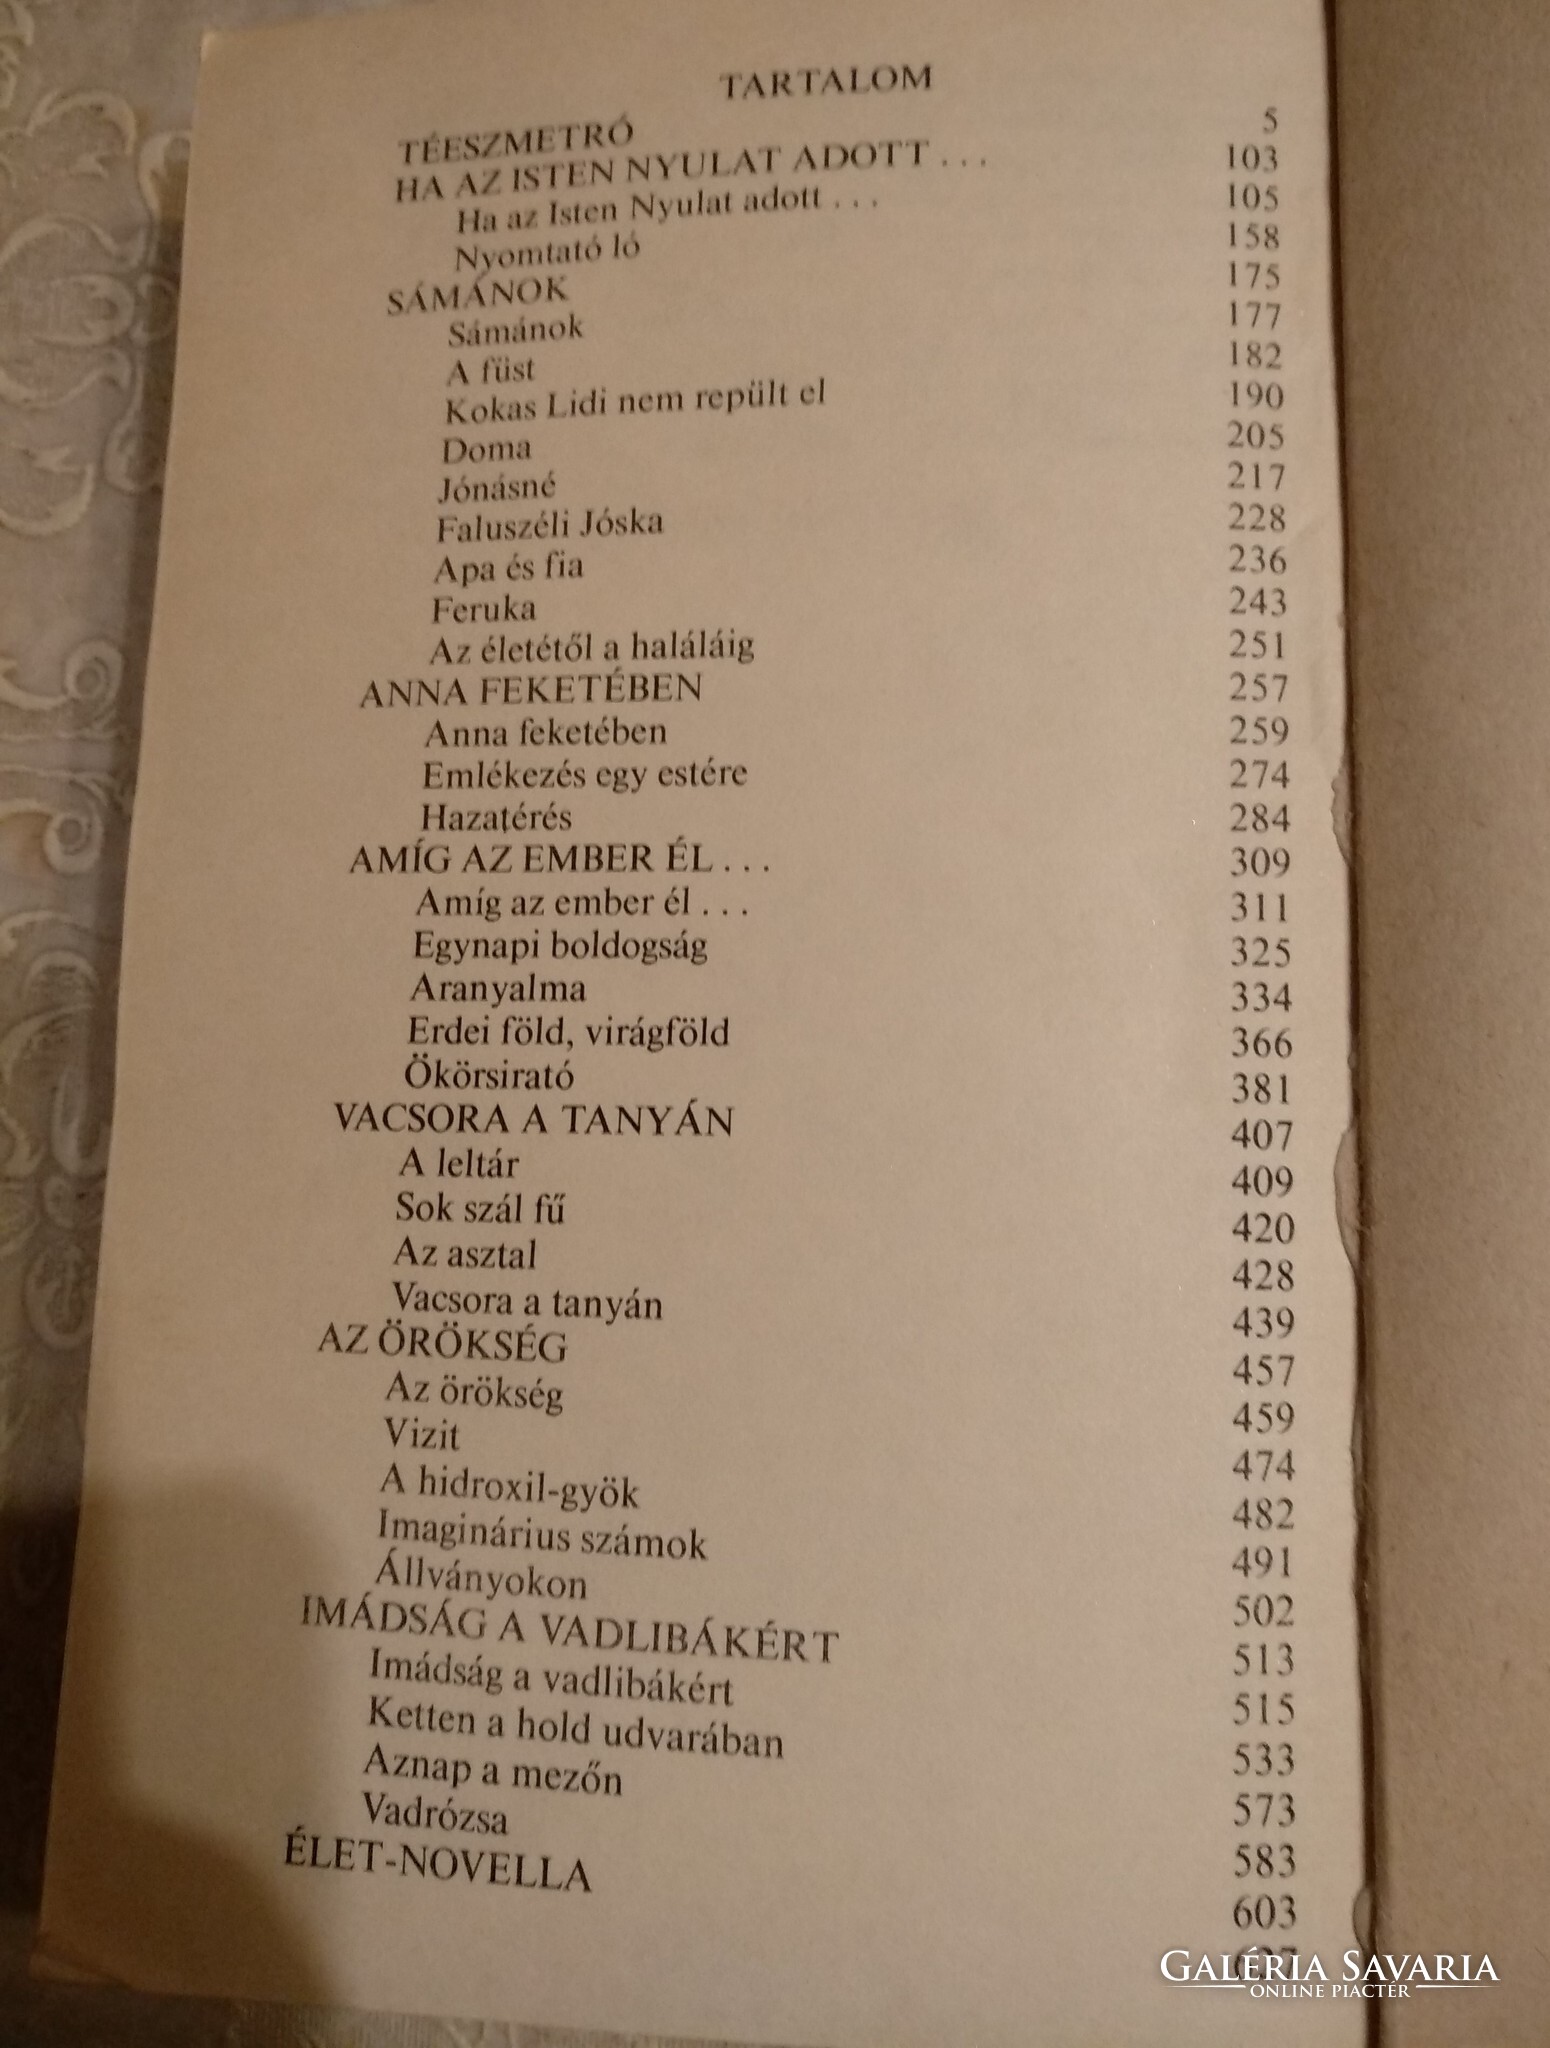 TARTALOM
TÉESZMETRÓ 5
HA AZ ISTEN NYULAT ADOTT . . . 103
Ha az Isten Nyulat adott . . . 105
Nyomtató ló 158
SÁMÁNOK 175
Sámánok 177
A füst 182
Kokas Lidi nem repült el 190
Doma 205
Jónásné 217
Faluszéli Jóska 228
Apa és fia 236
Feruka 243
Az életétől a haláláig 251
ANNA FEKETÉBEN 257
Anna feketében 259
Emlékezés egy estére 274
Hazatérés 284
AMÍG AZ EMBER ÉL . . . 309
Amíg az ember él . . . 311
Egynapi boldogság 325
Aranyalma 334
Erdei föld, virágföld 366
Ökörsirató 381
VACSORA A TANYÁN 407
A leltár 409
Sok szál fű 420
Az asztal 428
Vacsora a tanyán 439
AZ ÖRÖKSÉG 457
Az örökség 459
Vizit 474
A hidroxil-gyök 482
Imaginárius számok 491
Állványokon 502
IMÁDSÁG A VADLIBÁKÉRT 513
Imádság a vadlibákért 515
Ketten a hold udvarában 533
Aznap a mezőn 573
Vadrózsa 583
ÉLET-NOVELLA 603
GALÉRIA SAVARIA
ONLINE PIACTÉR